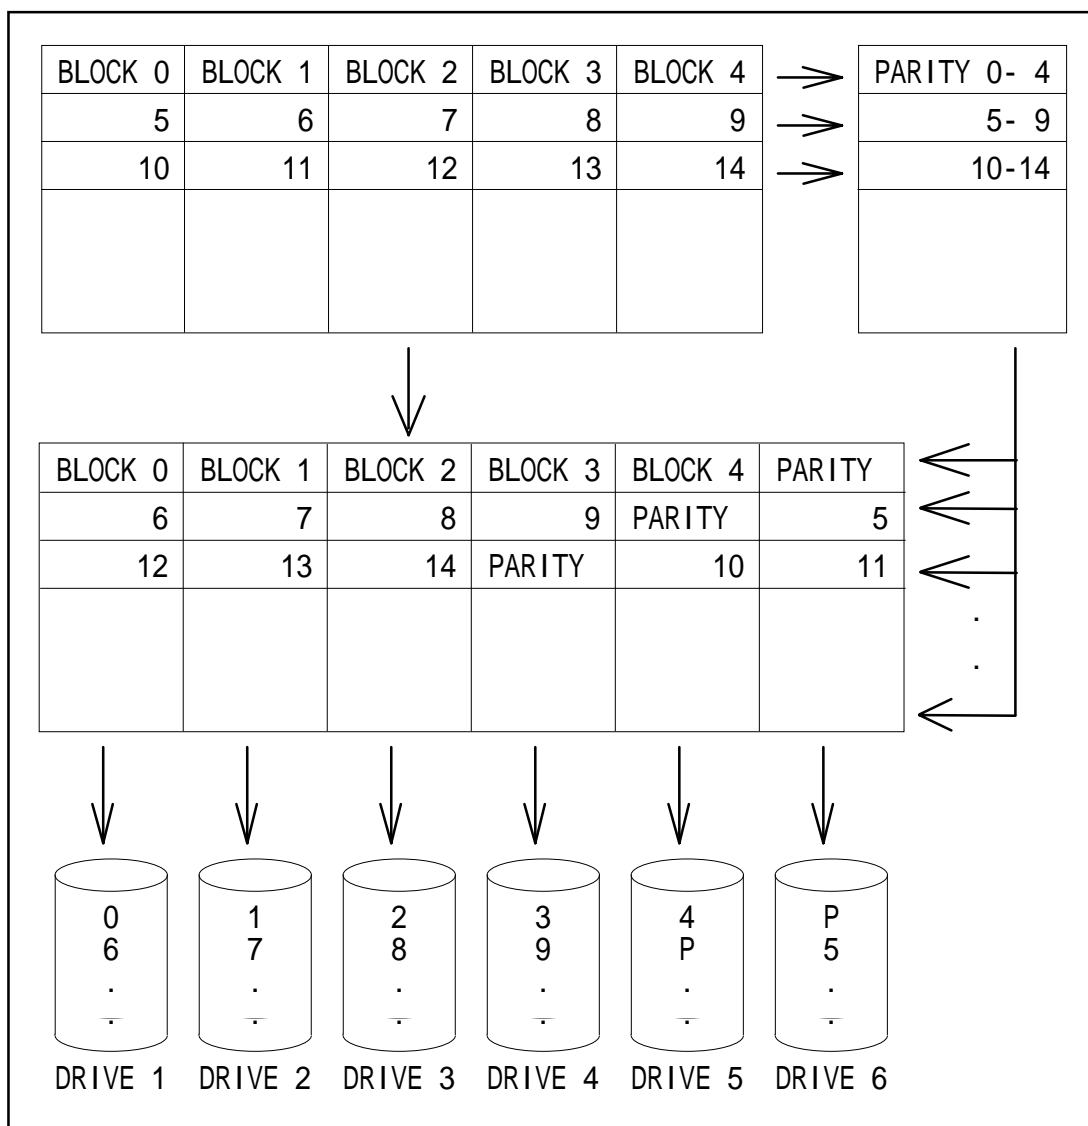 BLOCK 0 BLOCK 1 BLOCK 2 BLOCK 3 BLOCK 4 PARITY 0- 4
5 6 7 8 9 5- 9
10 11 12 13 14 10-14
BLOCK 0 BLOCK 1 BLOCK 2 BLOCK 3 BLOCK 4 PARITY
6 7 8 9 PARITY 5
12 13 14 PARITY 10 11
.
.
0 1 2 3 4 P
6 7 8 9 P 5
. . . . . .
. . . . . .
DRIVE 1 DRIVE 2 DRIVE 3 DRIVE 4 DRIVE 5 DRIVE 6